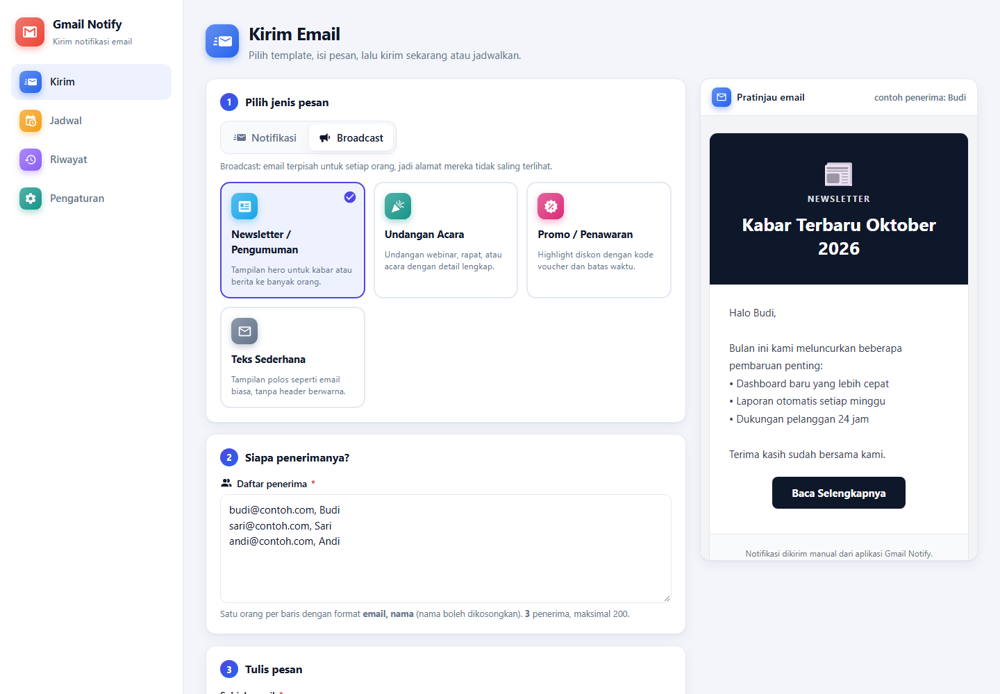 Gmail Notify
Kirim notifikasi email
Kirim
Jadwal
Riwayat
Pengaturan
Kirim Email
Pilih template, isi pesan, lalu kirim sekarang atau jadwalkan.
1 Pilih jenis pesan
Notifikasi Broadcast
Broadcast: email terpisah untuk setiap orang, jadi alamat mereka tidak saling terlihat.
Newsletter /
Pengumuman
Tampilan hero untuk kabar atau
berita ke banyak orang.
Undangan Acara
Undangan webinar, rapat, atau
acara dengan detail lengkap.
Promo / Penawaran
Highlight diskon dengan kode
voucher dan batas waktu.
Teks Sederhana
Tampilan polos seperti email
biasa, tanpa header berwarna.
2 Siapa penerimanya?
Daftar penerima *
budi@contoh.com, Budi
sari@contoh.com, Sari
andi@contoh.com, Andi
Satu orang per baris dengan format email, nama (nama boleh dikosongkan). 3 penerima, maksimal 200.
3 Tulis pesan
Pratinjau email
contoh penerima: Budi
NEWSLETTER
Kabar Terbaru Oktober
2026
Halo Budi,
Bulan ini kami meluncurkan beberapa
pembaruan penting:
• Dashboard baru yang lebih cepat
• Laporan otomatis setiap minggu
• Dukungan pelanggan 24 jam
Terima kasih sudah bersama kami.
Baca Selengkapnya
Notifikasi dikirim manual dari aplikasi Gmail Notify.